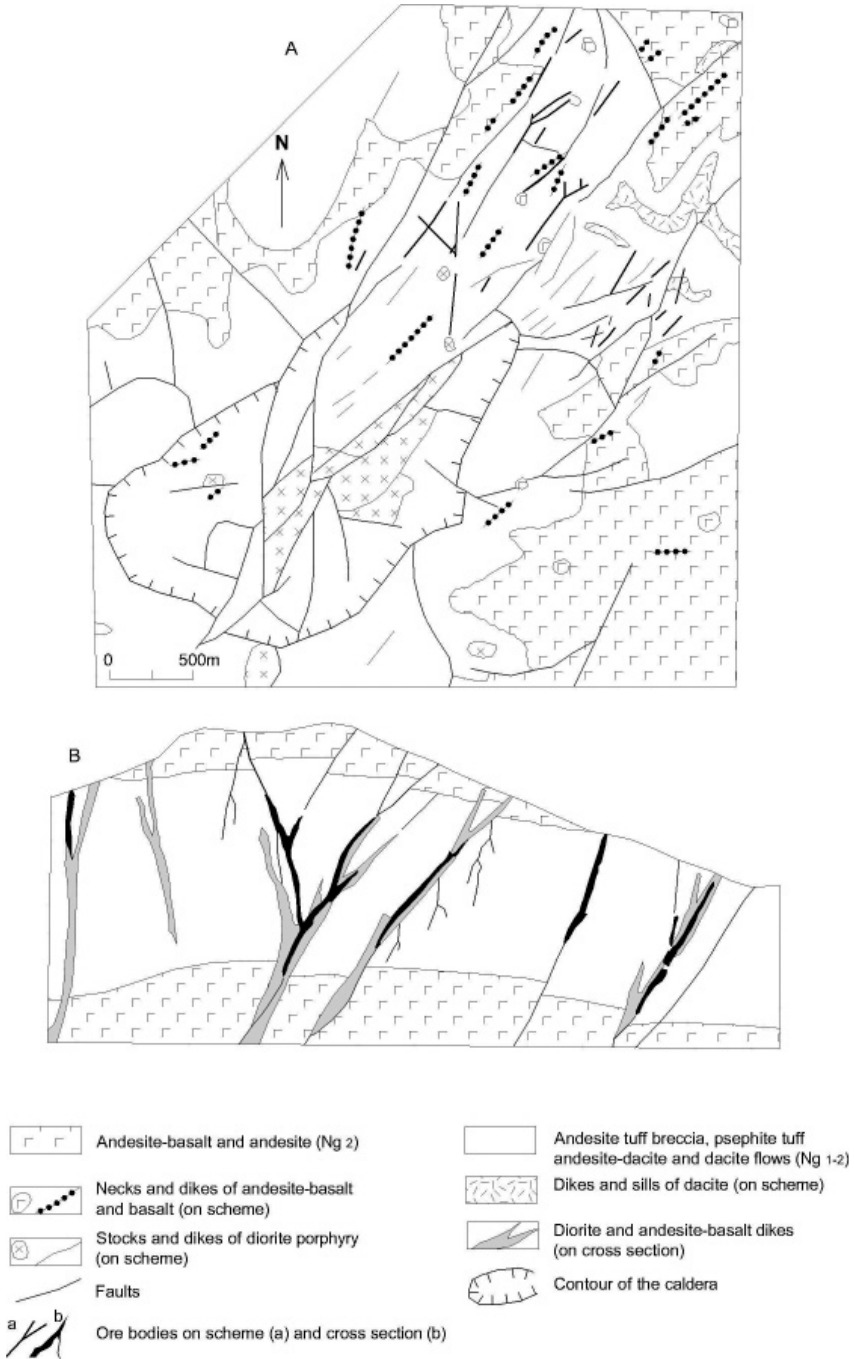 A
N
0 500m
B
Andesite-basalt and andesite (Ng 2)
Necks and dikes of andesite-basalt
and basalt (on scheme)
Stocks and dikes of diorite porphyry
(on scheme)
Faults
a b
Ore bodies on scheme (a) and cross section (b)
Andesite tuff breccia, psephite tuff
andesite-dacite and dacite flows (Ng 1-2)
Dikes and sills of dacite (on scheme)
Diorite and andesite-basalt dikes
(on cross section)
Contour of the caldera